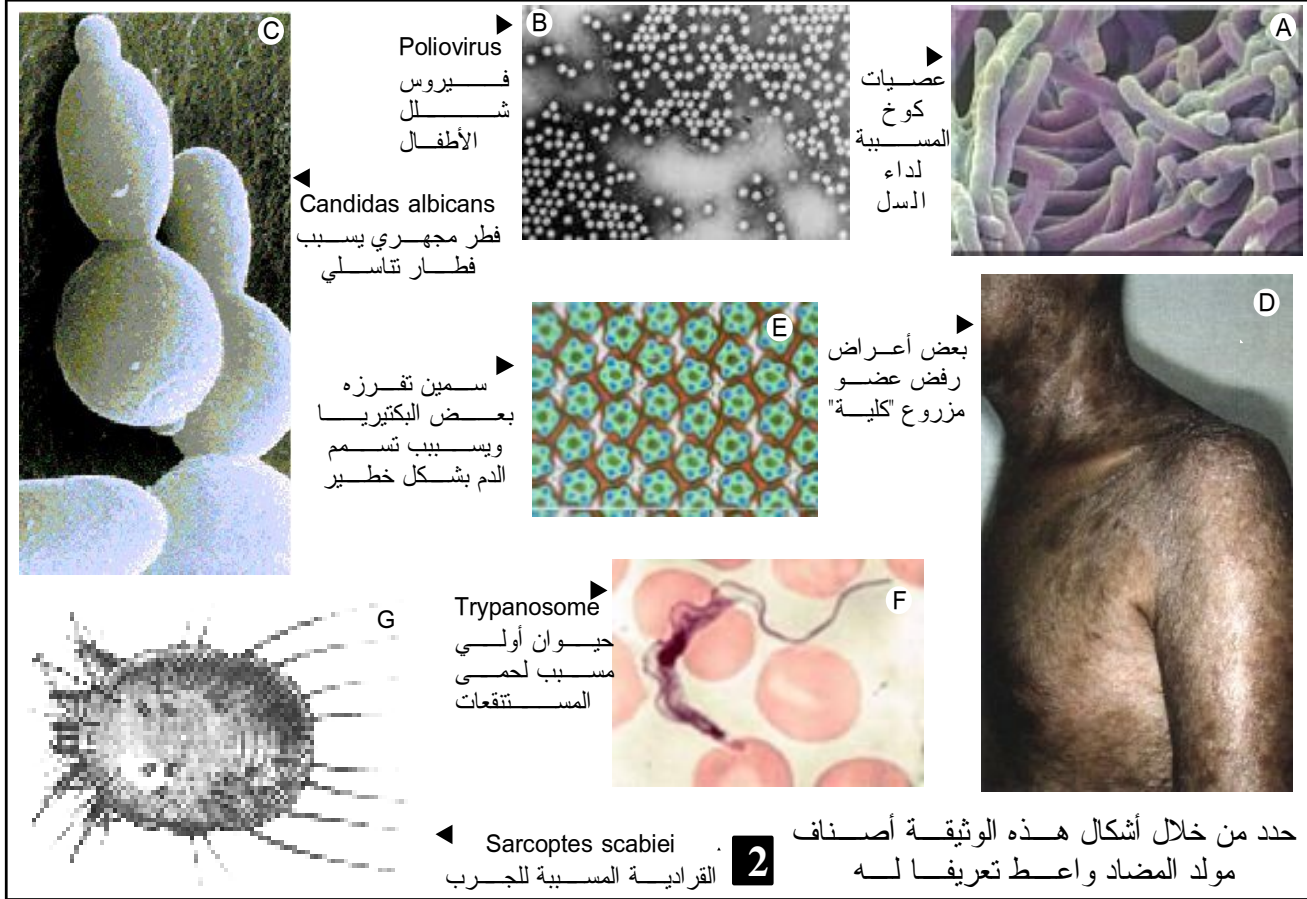 A
عصيات
كوخ
المسببة
لداء
السل
B
Poliovirus
فيروس
شلل
الأطفال
C
Candidas albicans
فطر مجهري يسبب
فطار تناسلي
D
بعض أعراض
رفض عضو
مزروع "كلية"
E
سمين تفرزه
بعض البكتيريا
ويسبب تسمم
الدم بشكل خطير
F
Trypanosome
حيوان أولي
مسبب لحمى
المستنقعات
G
Sarcoptes scabiei
القرادية المسببة للجرب
2
حدد من خلال أشكال هذه الوثيقة أصناف
مولد المضاد واعط تعريفا له